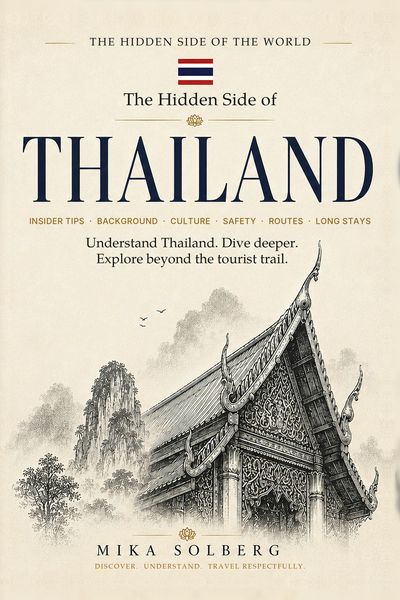 THE HIDDEN SIDE OF THE WORLD
The Hidden Side of
THAILAND
INSIDER TIPS · BACKGROUND · CULTURE · SAFETY · ROUTES · LONG STAYS
Understand Thailand. Dive deeper.
Explore beyond the tourist trail.
MIKA SOLBERG
DISCOVER. UNDERSTAND. TRAVEL RESPECTFULLY.